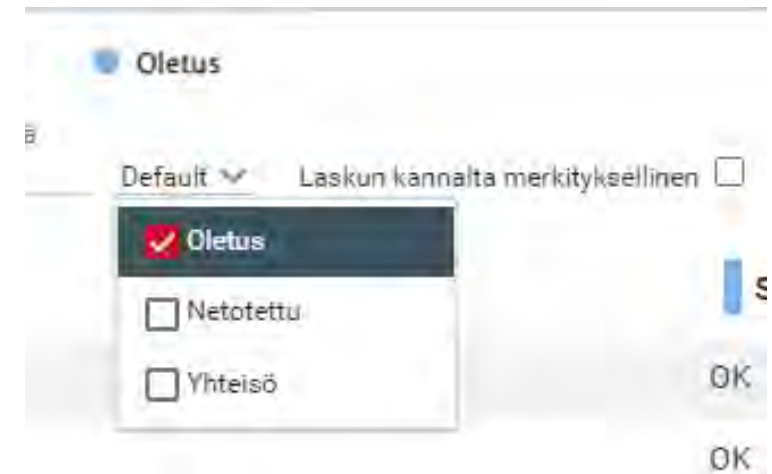 Oletus
Default
Laskun kannalta merkityksellinen
Oletus
Netotettu
Yhteisö
OK
OK